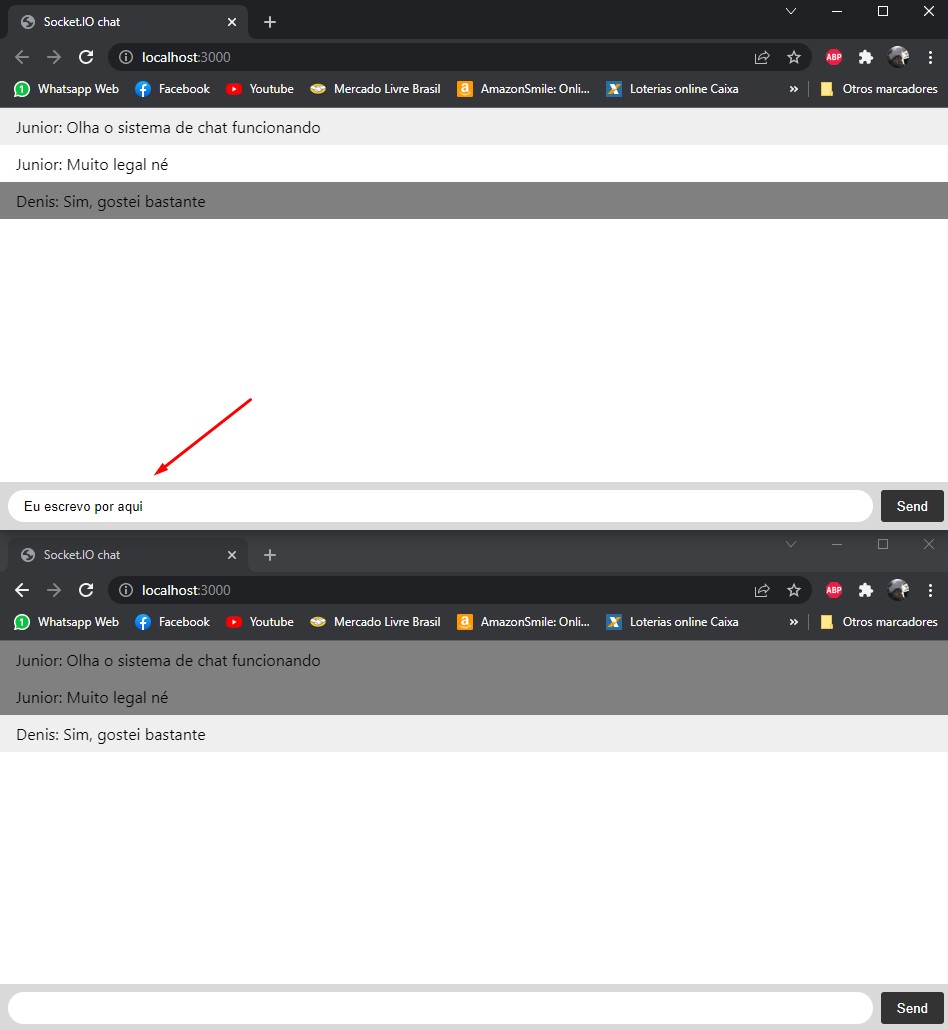 Socket.IO chat
localhost:3000
ABP
1 Whatsapp Web Facebook Youtube Mercado Livre Brasil a AmazonSmile: Onli... Loterias online Caixa » Otros marcadores
Junior: Olha o sistema de chat funcionando
Junior: Muito legal né
Denis: Sim, gostei bastante
Eu escrevo por aqui Send
Socket.IO chat
localhost:3000
ABP
1 Whatsapp Web Facebook Youtube Mercado Livre Brasil a AmazonSmile: Onli... Loterias online Caixa » Otros marcadores
Junior: Olha o sistema de chat funcionando
Junior: Muito legal né
Denis: Sim, gostei bastante
Send